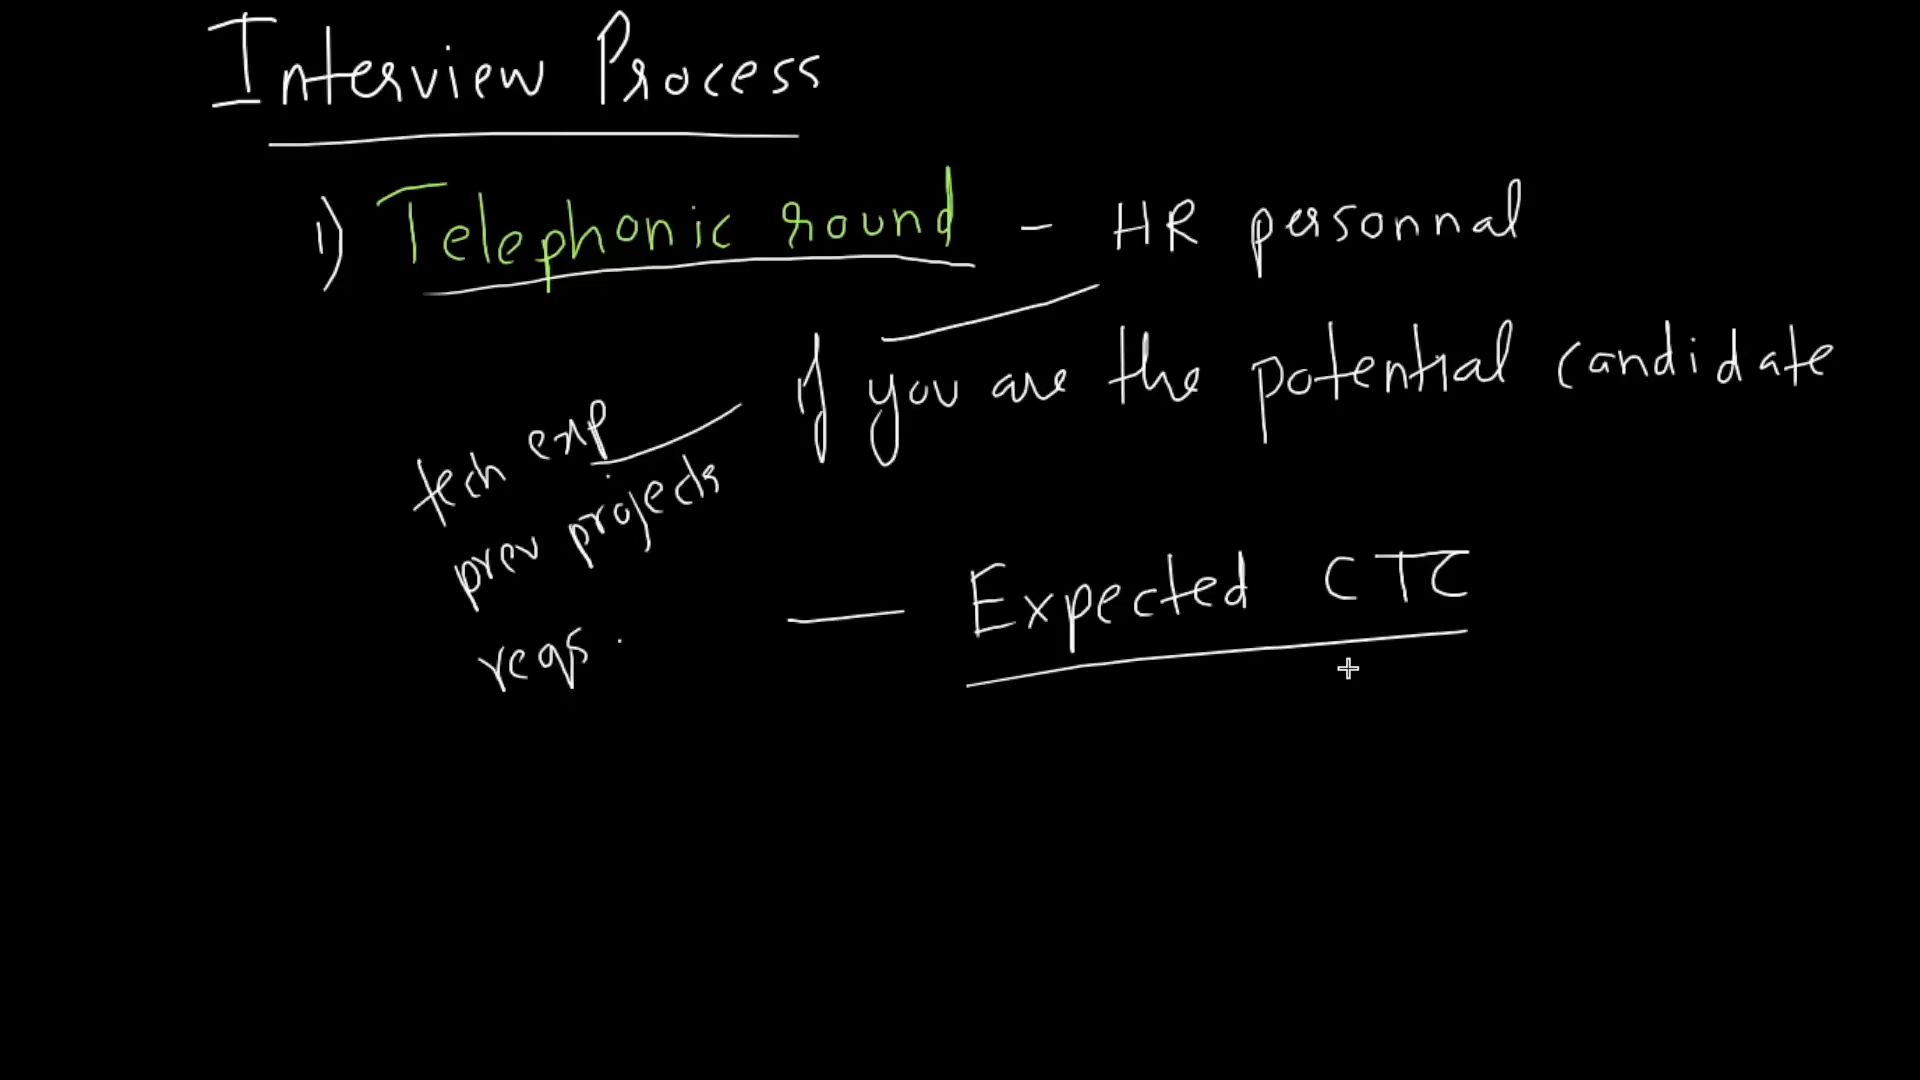 Interview Process
1) Telephonic round - HR personnal
if you are the potential candidate
tech exp
prev projects
reqs.
— Expected CTC